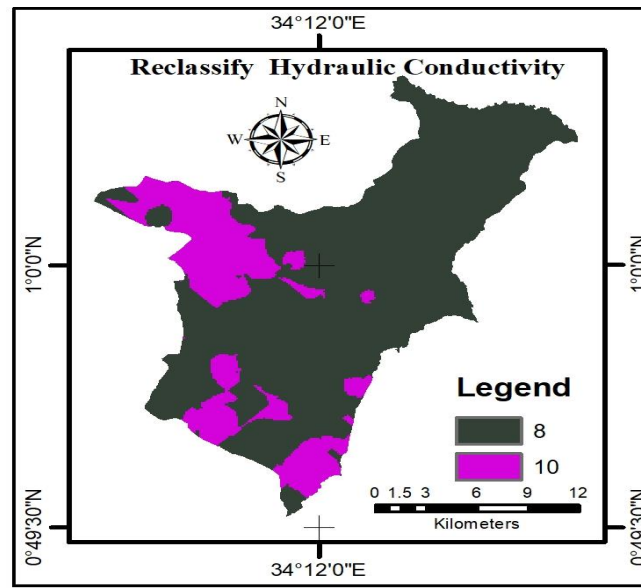 34°12'0"E
Reclassify Hydraulic Conductivity
N
W E
S
1°0'0"N 1°0'0"N
Legend
8
10
0 1.5 3 6 9 12
Kilometers
0°49'30"N 0°49'30"N
34°12'0"E